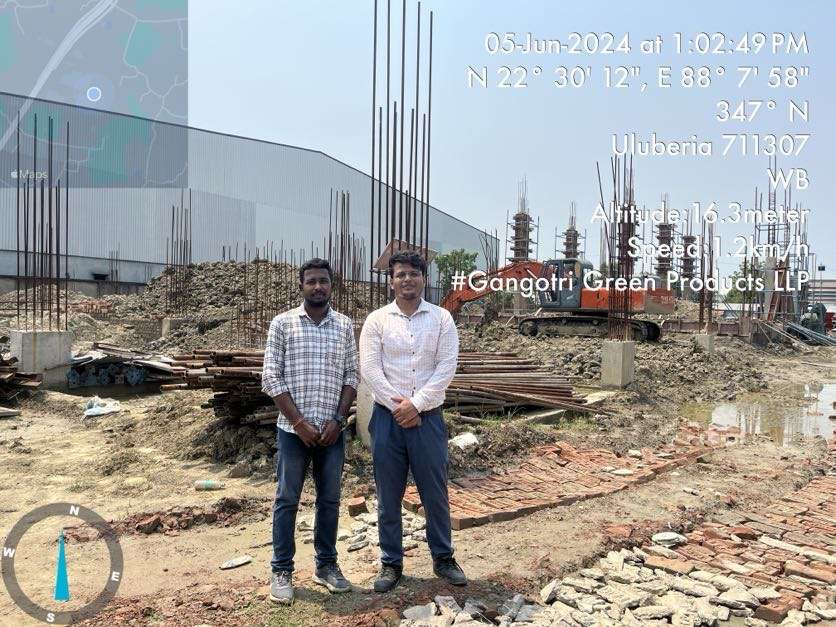 05-Jun-2024 at 1:02:49 PM
N 22° 30' 12", E 88° 7' 58"
347° N
Uluberia 711307
WB
Altitude:16.3meter
Speed:1.2km/h
#Gangotri Green Products LLP
Maps
N
W
E
S